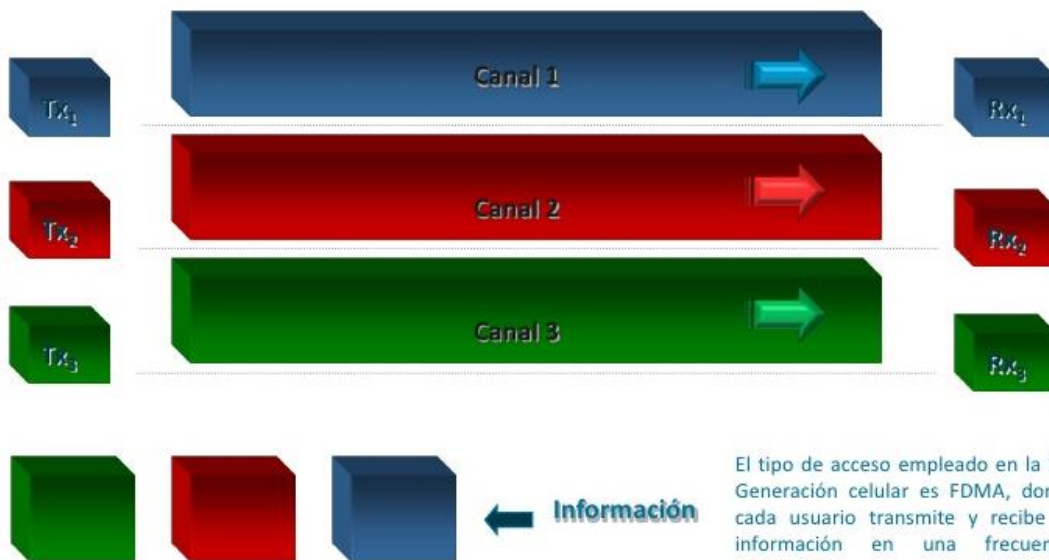 Canal 1
Tx1
Rx1
Canal 2
Tx2
Rx2
Canal 3
Tx3
Rx3
Información
El tipo de acceso empleado en la
Generación celular es FDMA,
cada usuario transmite y recibe
información en una